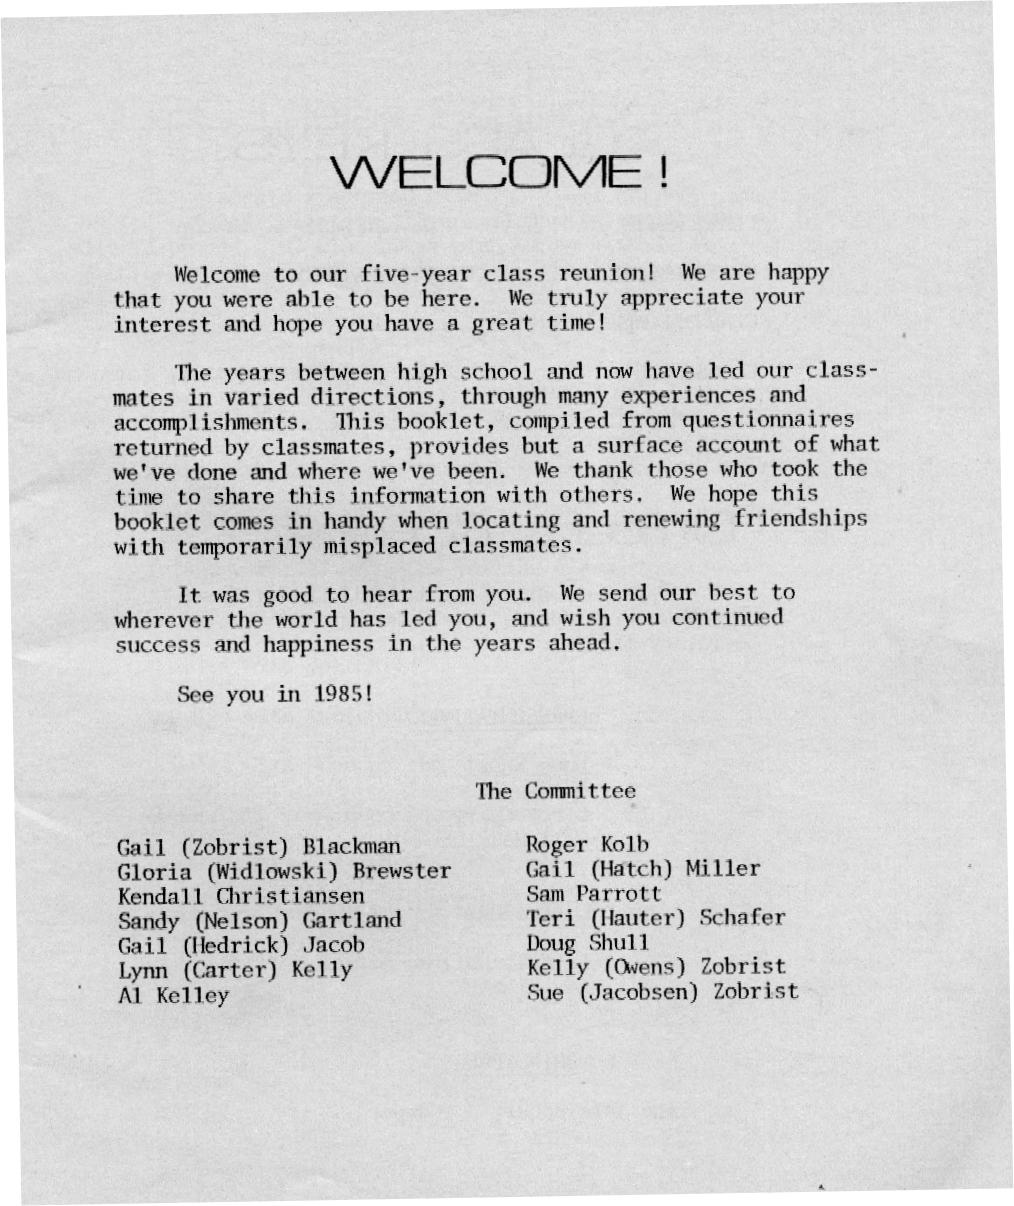 WELCOME !
Welcome to our five-year class reunion! We are happy
that you were able to be here. We truly appreciate your
interest and hope you have a great time!
The years between high school and now have led our class-
mates in varied directions, through many experiences and
accomplishments. This booklet, compiled from questionnaires
returned by classmates, provides but a surface account of what
we've done and where we've been. We thank those who took the
time to share this information with others. We hope this
booklet comes in handy when locating and renewing friendships
with temporarily misplaced classmates.
It was good to hear from you. We send our best to
wherever the world has led you, and wish you continued
success and happiness in the years ahead.
See you in 1985!
The Committee
Gail (Zobrist) Blackman
Gloria (Widlowski) Brewster
Kendall Christiansen
Sandy (Nelson) Gartland
Gail (Hedrick) Jacob
Lynn (Carter) Kelly
Al Kelley
Roger Kolb
Gail (Hatch) Miller
Sam Parrott
Teri (Hauter) Schafer
Doug Shull
Kelly (Owens) Zobrist
Sue (Jacobsen) Zobrist